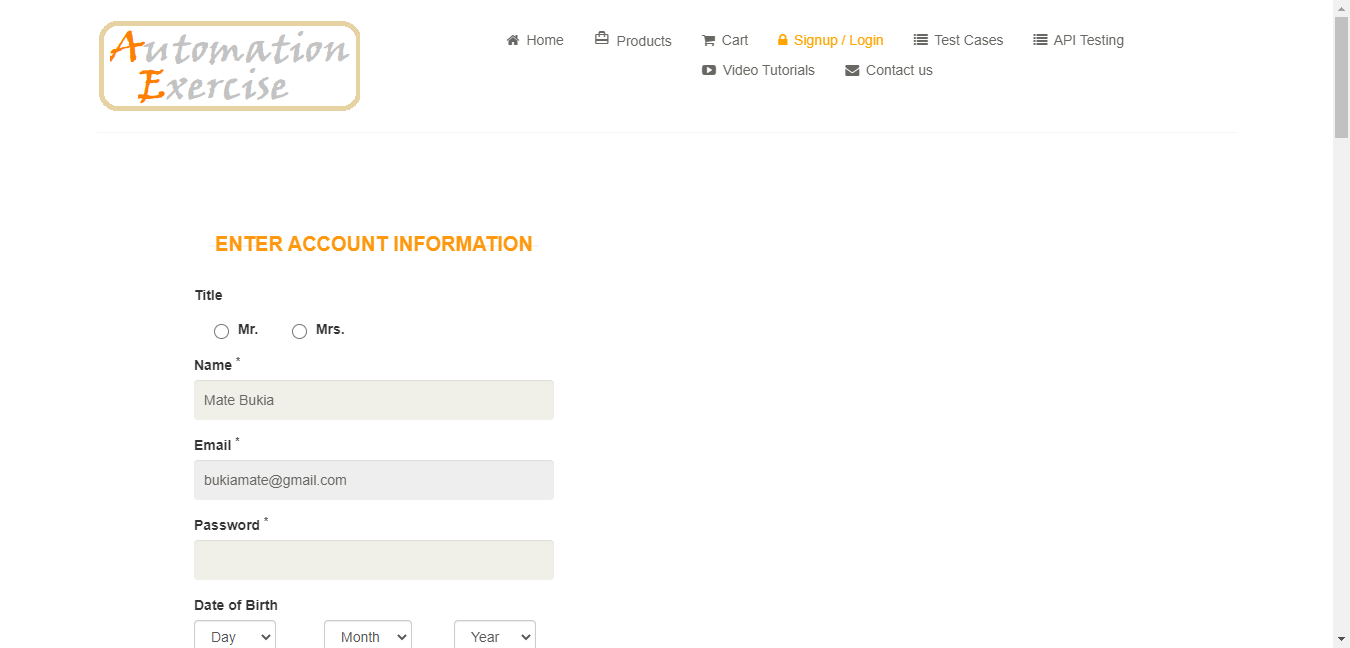 Automation
Exercise
Home
Products
Cart
Signup / Login
Test Cases
API Testing
Video Tutorials
Contact us
ENTER ACCOUNT INFORMATION
Title
Mr.
Mrs.
Name *
Mate Bukia
Email *
bukiamate@gmail.com
Password *
Date of Birth
Day
Month
Year